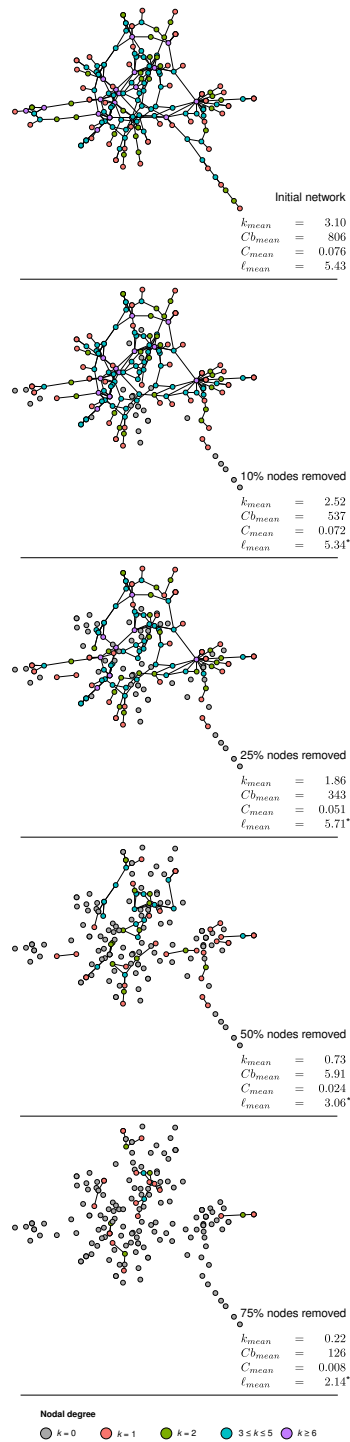 Initial network
k_mean = 3.10
Cb_mean = 806
C_mean = 0.076
ℓ_mean = 5.43
10% nodes removed
k_mean = 2.52
Cb_mean = 537
C_mean = 0.072
ℓ_mean = 5.34*
25% nodes removed
k_mean = 1.86
Cb_mean = 343
C_mean = 0.051
ℓ_mean = 5.71*
50% nodes removed
k_mean = 0.73
Cb_mean = 5.91
C_mean = 0.024
ℓ_mean = 3.06*
75% nodes removed
k_mean = 0.22
Cb_mean = 126
C_mean = 0.008
ℓ_mean = 2.14*
Nodal degree
k = 0 k = 1 k = 2 3 ≤ k ≤ 5 k ≥ 6